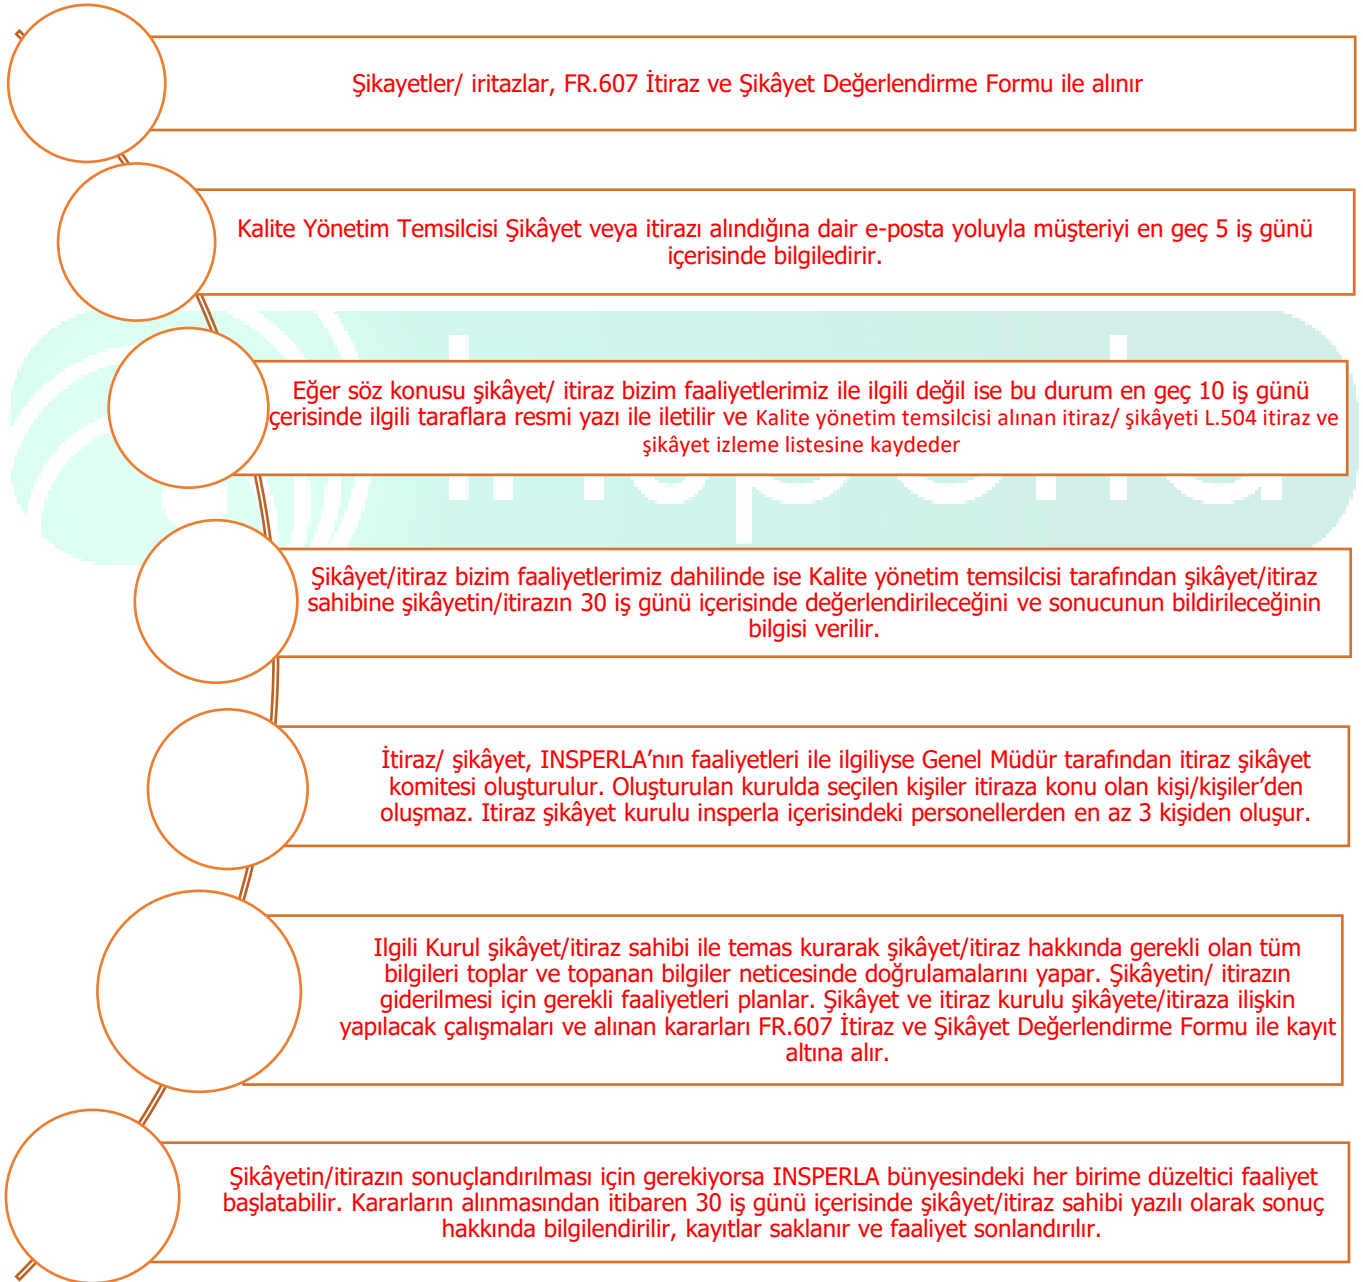 Şikayetler/ iritazlar, FR.607 İtiraz ve Şikâyet Değerlendirme Formu ile alınır
Kalite Yönetim Temsilcisi Şikâyet veya itirazı alındığına dair e-posta yoluyla müşteriyi en geç 5 iş günü
içerisinde bilgiledirir.
Eğer söz konusu şikâyet/ itiraz bizim faaliyetlerimiz ile ilgili değil ise bu durum en geç 10 iş günü
içerisinde ilgili taraflara resmi yazı ile iletilir ve Kalite yönetim temsilcisi alınan itiraz/ şikâyeti L.504 itiraz ve
şikâyet izleme listesine kaydeder
Şikâyet/itiraz bizim faaliyetlerimiz dahilinde ise Kalite yönetim temsilcisi tarafından şikâyet/itiraz
sahibine şikâyetin/itirazın 30 iş günü içerisinde değerlendirileceğini ve sonucunun bildirileceğinin
bilgisi verilir.
İtiraz/ şikâyet, INSPERLA’nın faaliyetleri ile ilgiliyse Genel Müdür tarafından itiraz şikâyet
komitesi oluşturulur. Oluşturulan kurulda seçilen kişiler itiraza konu olan kişi/kişiler’den
oluşmaz. Itiraz şikâyet kurulu insperla içerisindeki personellerden en az 3 kişiden oluşur.
Ilgili Kurul şikâyet/itiraz sahibi ile temas kurarak şikâyet/itiraz hakkında gerekli olan tüm
bilgileri toplar ve topanan bilgiler neticesinde doğrulamalarını yapar. Şikâyetin/ itirazın
giderilmesi için gerekli faaliyetleri planlar. Şikâyet ve itiraz kurulu şikâyete/itiraza ilişkin
yapılacak çalışmaları ve alınan kararları FR.607 İtiraz ve Şikâyet Değerlendirme Formu ile kayıt
altına alır.
Şikâyetin/itirazın sonuçlandırılması için gerekiyorsa INSPERLA bünyesindeki her birime düzeltici faaliyet
başlatabilir. Kararların alınmasından itibaren 30 iş günü içerisinde şikâyet/itiraz sahibi yazılı olarak sonuç
hakkında bilgilendirilir, kayıtlar saklanır ve faaliyet sonlandırılır.